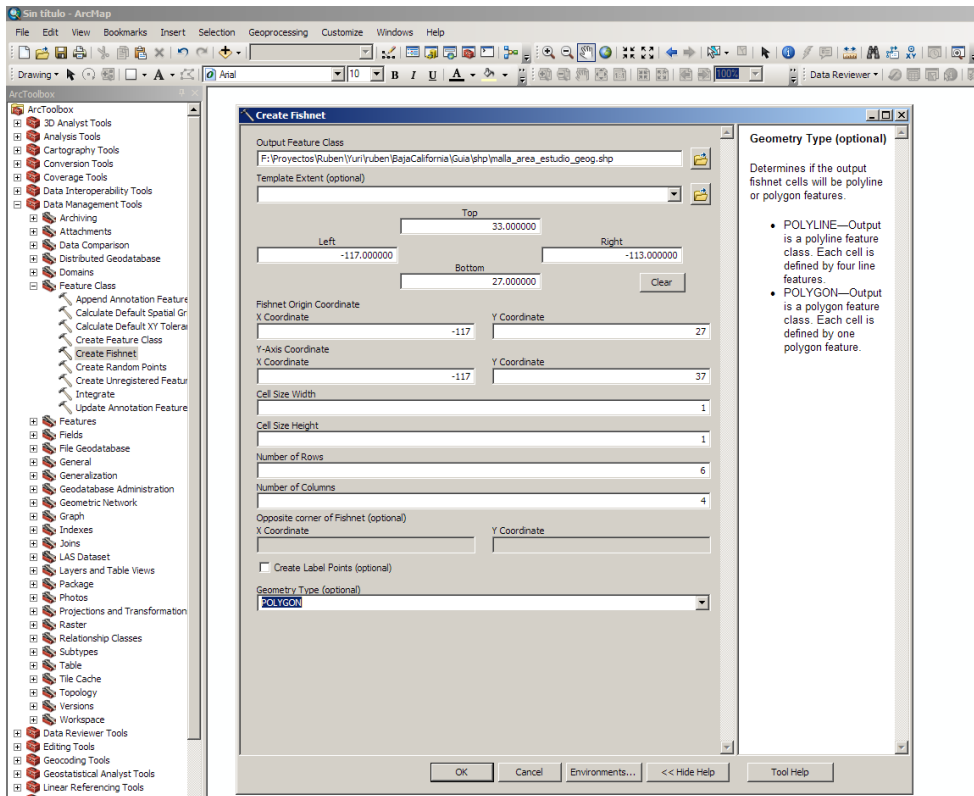 Sin título - ArcMap
File Edit View Bookmarks Insert Selection Geoprocessing Customize Windows Help
Drawing Arial 10 B I U A 100% Data Reviewer
ArcToolbox
ArcToolbox
3D Analyst Tools
Analysis Tools
Cartography Tools
Conversion Tools
Coverage Tools
Data Interoperability Tools
Data Management Tools
Archiving
Attachments
Data Comparison
Distributed Geodatabase
Domains
Feature Class
Append Annotation Feature
Calculate Default Spatial Gr
Calculate Default XY Tolerar
Create Feature Class
Create Fishnet
Create Random Points
Create Unregistered Featur
Integrate
Update Annotation Feature
Features
Fields
File Geodatabase
General
Generalization
Geodatabase Administration
Geometric Network
Graph
Indexes
Joins
LAS Dataset
Layers and Table Views
Package
Photos
Projections and Transformation
Raster
Relationship Classes
Subtypes
Table
Tile Cache
Topology
Versions
Workspace
Data Reviewer Tools
Editing Tools
Geocoding Tools
Geostatistical Analyst Tools
Linear Referencing Tools
Create Fishnet
Output Feature Class
F:\Proyectos\Ruben\Yuri\ruben\BajaCalifornia\Guia\shp\malla_area_estudio_geog.shp
Template Extent (optional)
Top
33.000000
Left Right
-117.000000 -113.000000
Bottom
27.000000 Clear
Fishnet Origin Coordinate
X Coordinate Y Coordinate
-117 27
Y-Axis Coordinate
X Coordinate Y Coordinate
-117 37
Cell Size Width
1
Cell Size Height
1
Number of Rows
6
Number of Columns
4
Opposite corner of Fishnet (optional)
X Coordinate Y Coordinate
Create Label Points (optional)
Geometry Type (optional)
POLYGON
OK Cancel Environments... << Hide Help Tool Help
Geometry Type (optional)
Determines if the output
fishnet cells will be polyline
or polygon features.
• POLYLINE—Output
is a polyline feature
class. Each cell is
defined by four line
features.
• POLYGON—Output
is a polygon feature
class. Each cell is
defined by one
polygon feature.